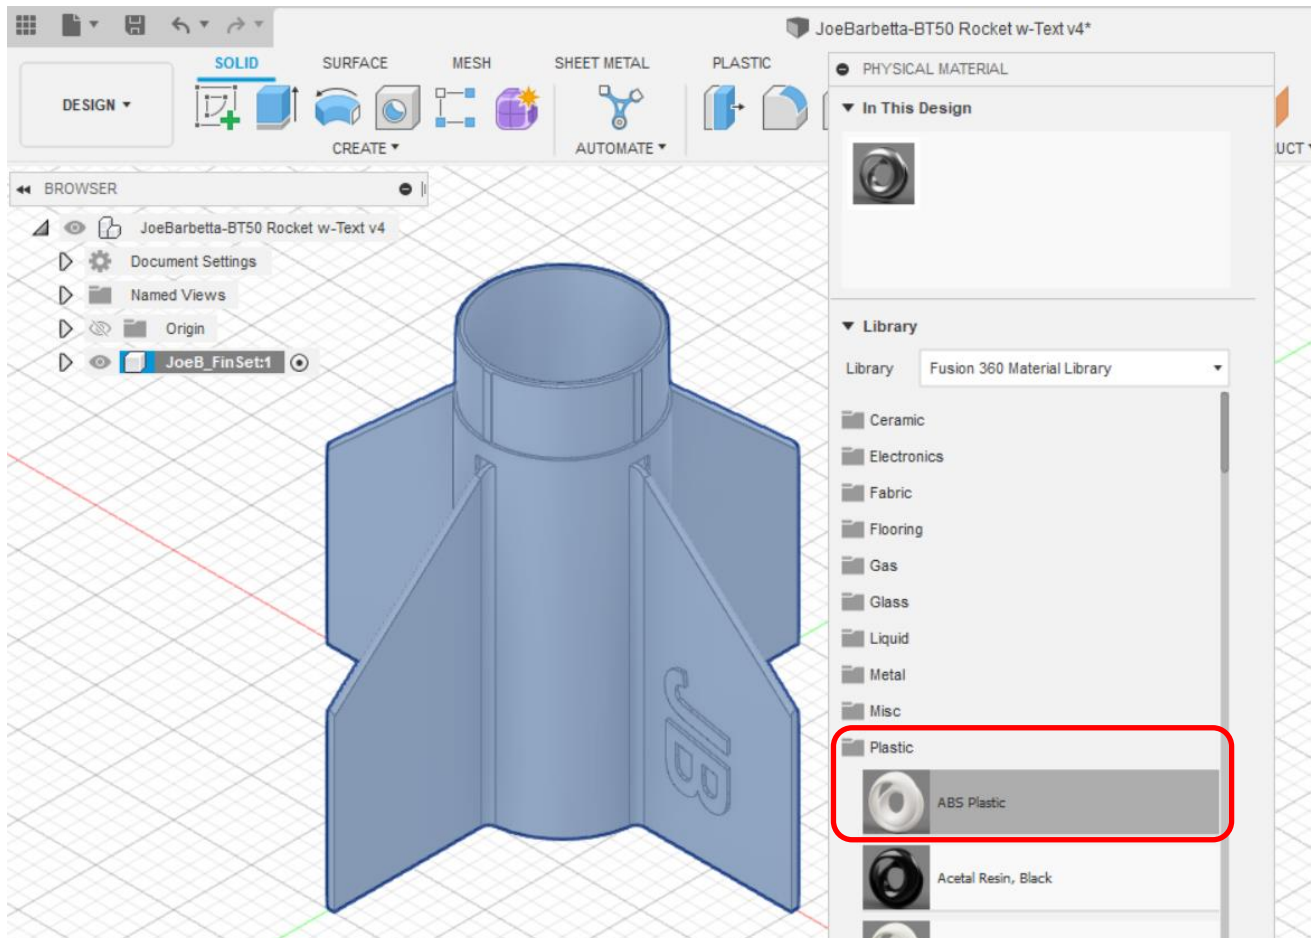 JoeBarbetta-BT50 Rocket w-Text v4*
SOLID SURFACE MESH SHEET METAL PLASTIC
DESIGN
CREATE AUTOMATE
BROWSER
JoeBarbetta-BT50 Rocket w-Text v4
Document Settings
Named Views
Origin
JoeB_FinSet:1
JB
PHYSICAL MATERIAL
In This Design
Library
Library Fusion 360 Material Library
Ceramic
Electronics
Fabric
Flooring
Gas
Glass
Liquid
Metal
Misc
Plastic
ABS Plastic
Acetal Resin, Black